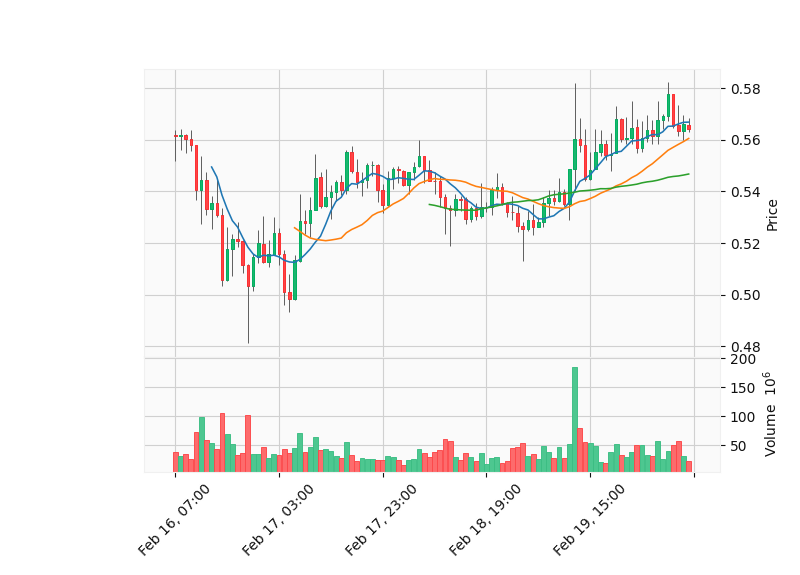 0.58
0.56
0.54
0.52
0.50
0.48
Price
200
150
100
50
Volume 10^6
Feb 16, 07:00
Feb 17, 03:00
Feb 17, 23:00
Feb 18, 19:00
Feb 19, 15:00